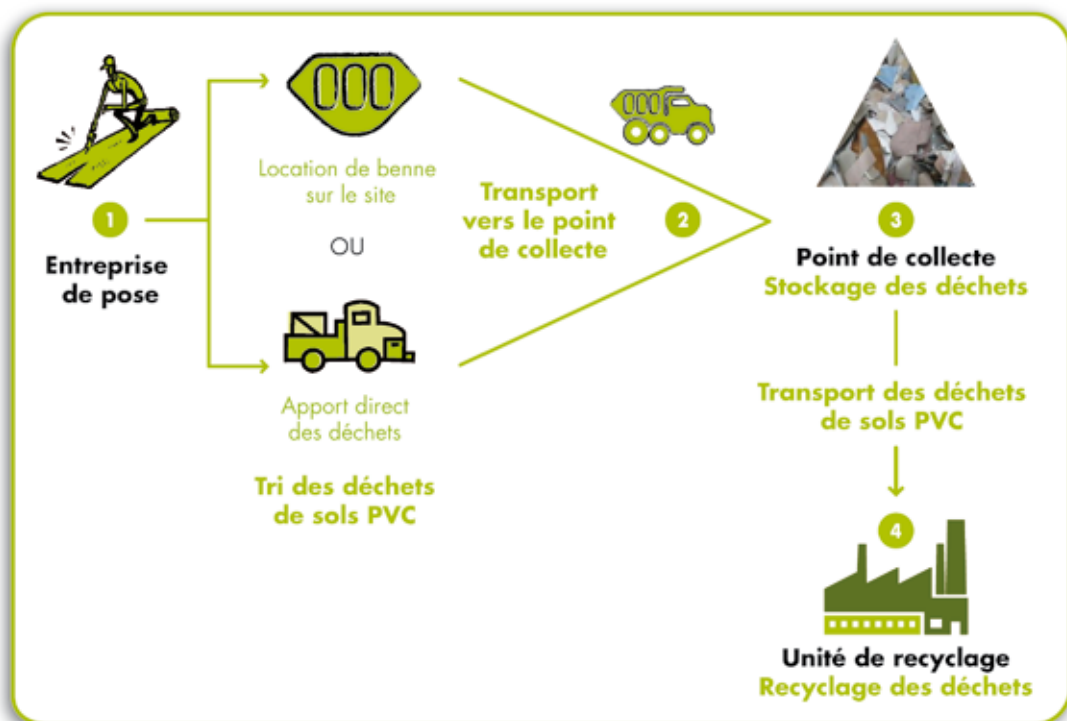 1
Entreprise
de pose
Location de benne
sur le site
OU
Apport direct
des déchets
Tri des déchets
de sols PVC
Transport
vers le point
de collecte
2
3
Point de collecte
Stockage des déchets
Transport des déchets
de sols PVC
4
Unité de recyclage
Recyclage des déchets